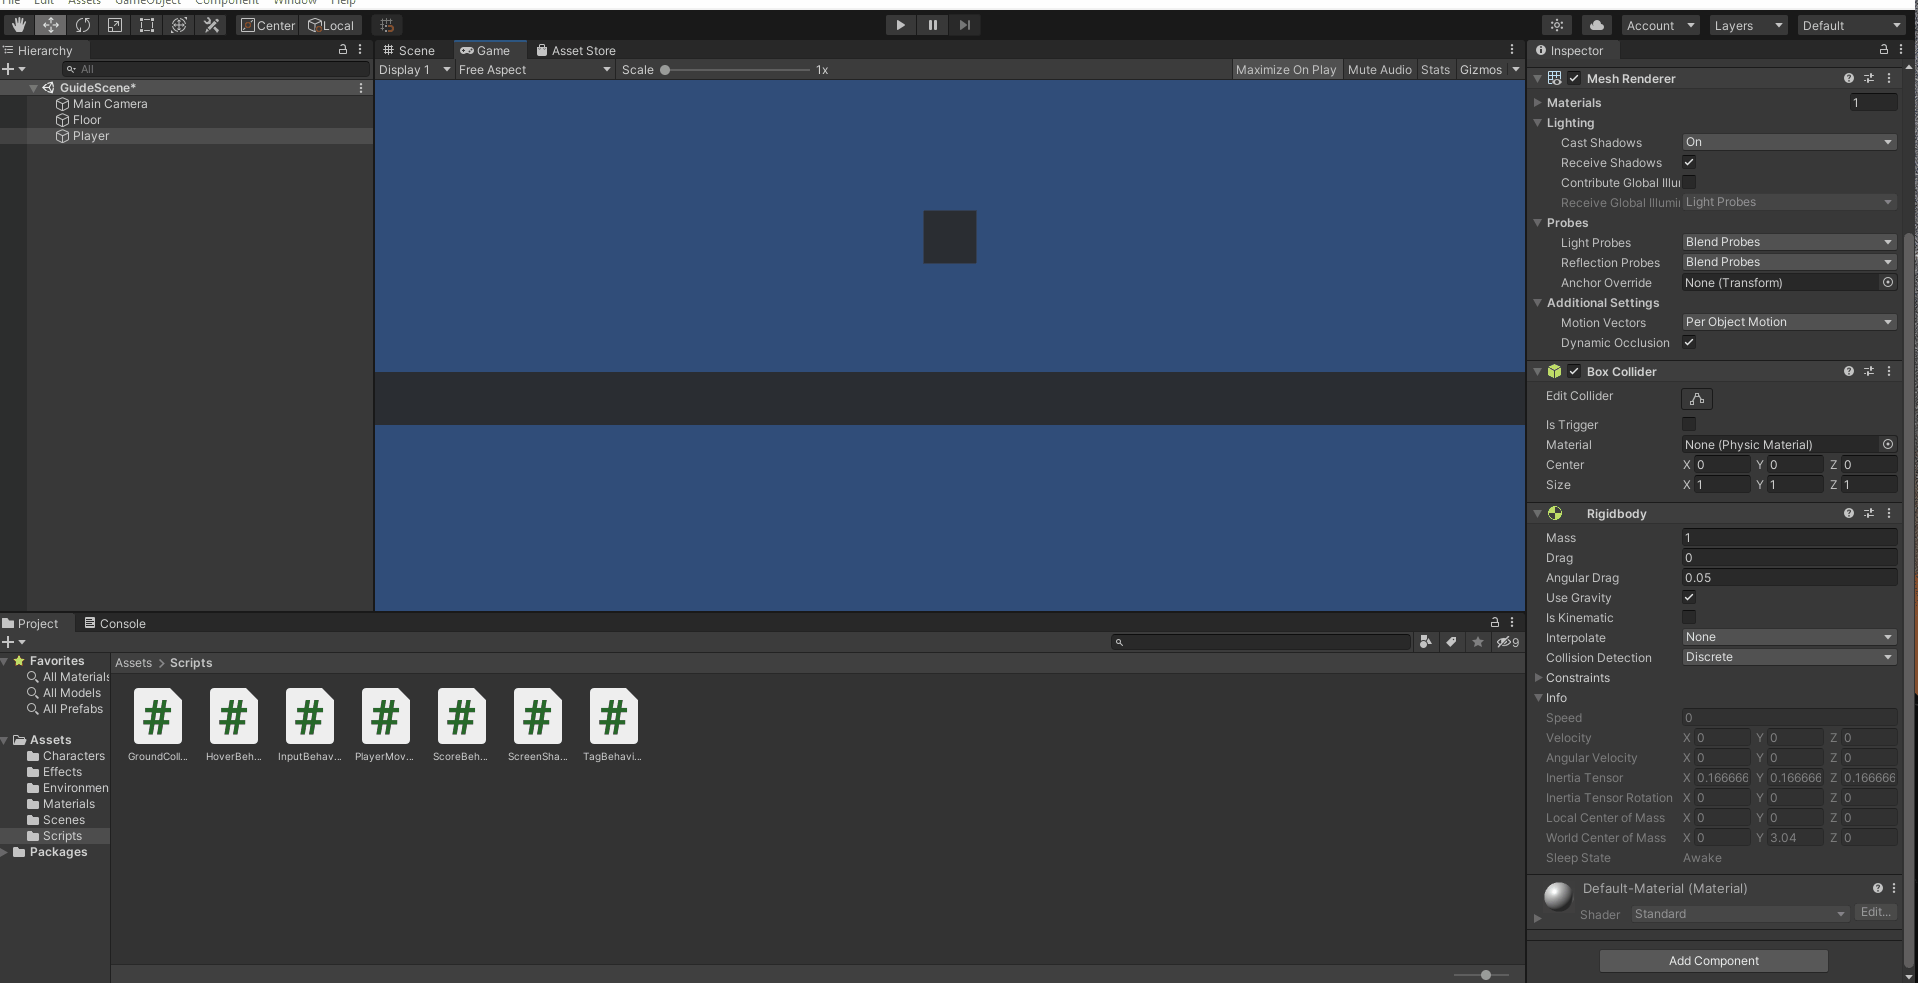 File Edit Assets GameObject Component Window Help
Center Local Account Layers Default
Hierarchy
All
GuideScene*
Main Camera
Floor
Player
Scene Game Asset Store
Display 1 Free Aspect Scale 1x Maximize On Play Mute Audio Stats Gizmos
Inspector
Mesh Renderer
Materials 1
Lighting
Cast Shadows On
Receive Shadows
Contribute Global Illu
Receive Global Illumi Light Probes
Probes
Light Probes Blend Probes
Reflection Probes Blend Probes
Anchor Override None (Transform)
Additional Settings
Motion Vectors Per Object Motion
Dynamic Occlusion
Box Collider
Edit Collider
Is Trigger
Material None (Physic Material)
Center X 0 Y 0 Z 0
Size X 1 Y 1 Z 1
Rigidbody
Mass 1
Drag 0
Angular Drag 0.05
Use Gravity
Is Kinematic
Interpolate None
Collision Detection Discrete
Constraints
Info
Speed 0
Velocity X 0 Y 0 Z 0
Angular Velocity X 0 Y 0 Z 0
Inertia Tensor X 0.166666 Y 0.166666 Z 0.166666
Inertia Tensor Rotation X 0 Y 0 Z 0
Local Center of Mass X 0 Y 0 Z 0
World Center of Mass X 0 Y 3.04 Z 0
Sleep State Awake
Default-Material (Material)
Shader Standard Edit...
Add Component
Project Console
9
Favorites
All Materials
All Models
All Prefabs
Assets
Characters
Effects
Environmen
Materials
Scenes
Scripts
Packages
Assets > Scripts
GroundColl... HoverBeh... InputBehav... PlayerMov... ScoreBeh... ScreenSha... TagBehavi...